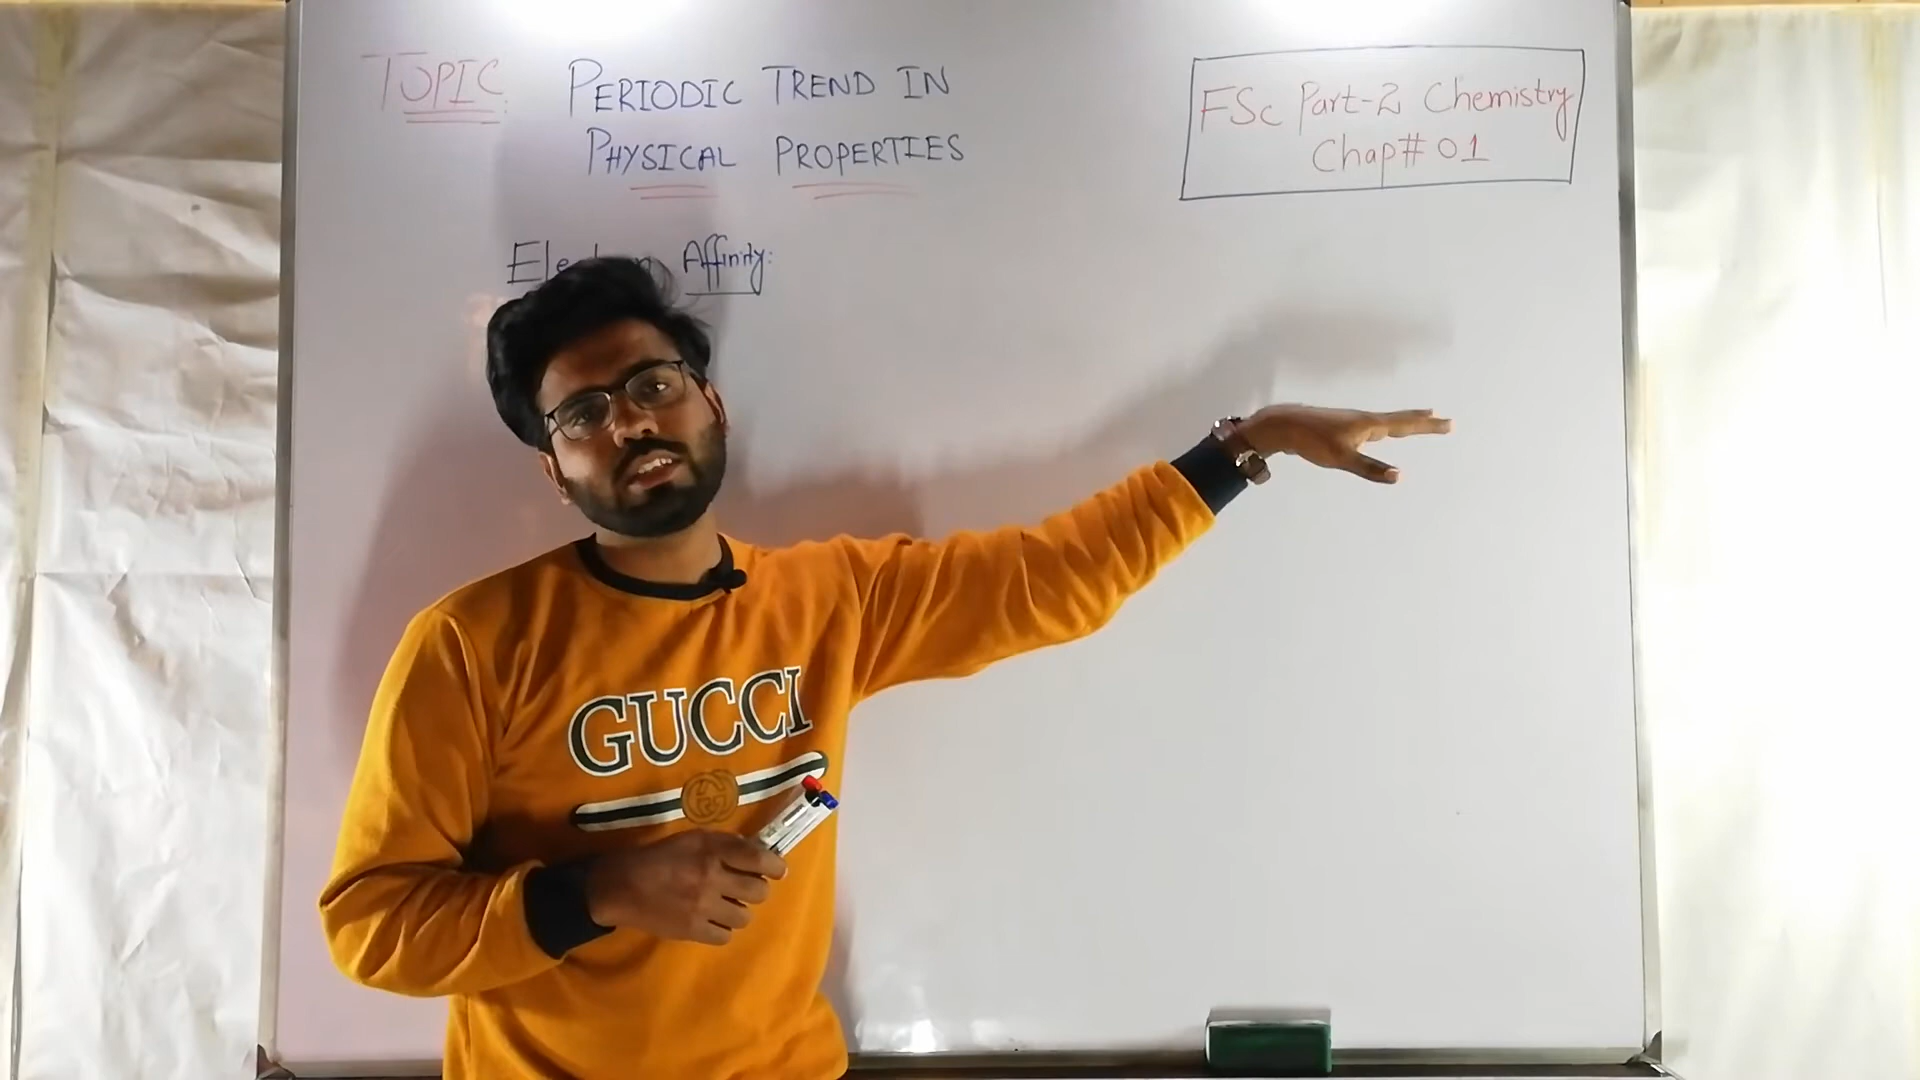 TOPIC: PERIODIC TREND IN
PHYSICAL PROPERTIES
FSc Part-2 Chemistry
Chap# 01
Affinity:
GUCCI